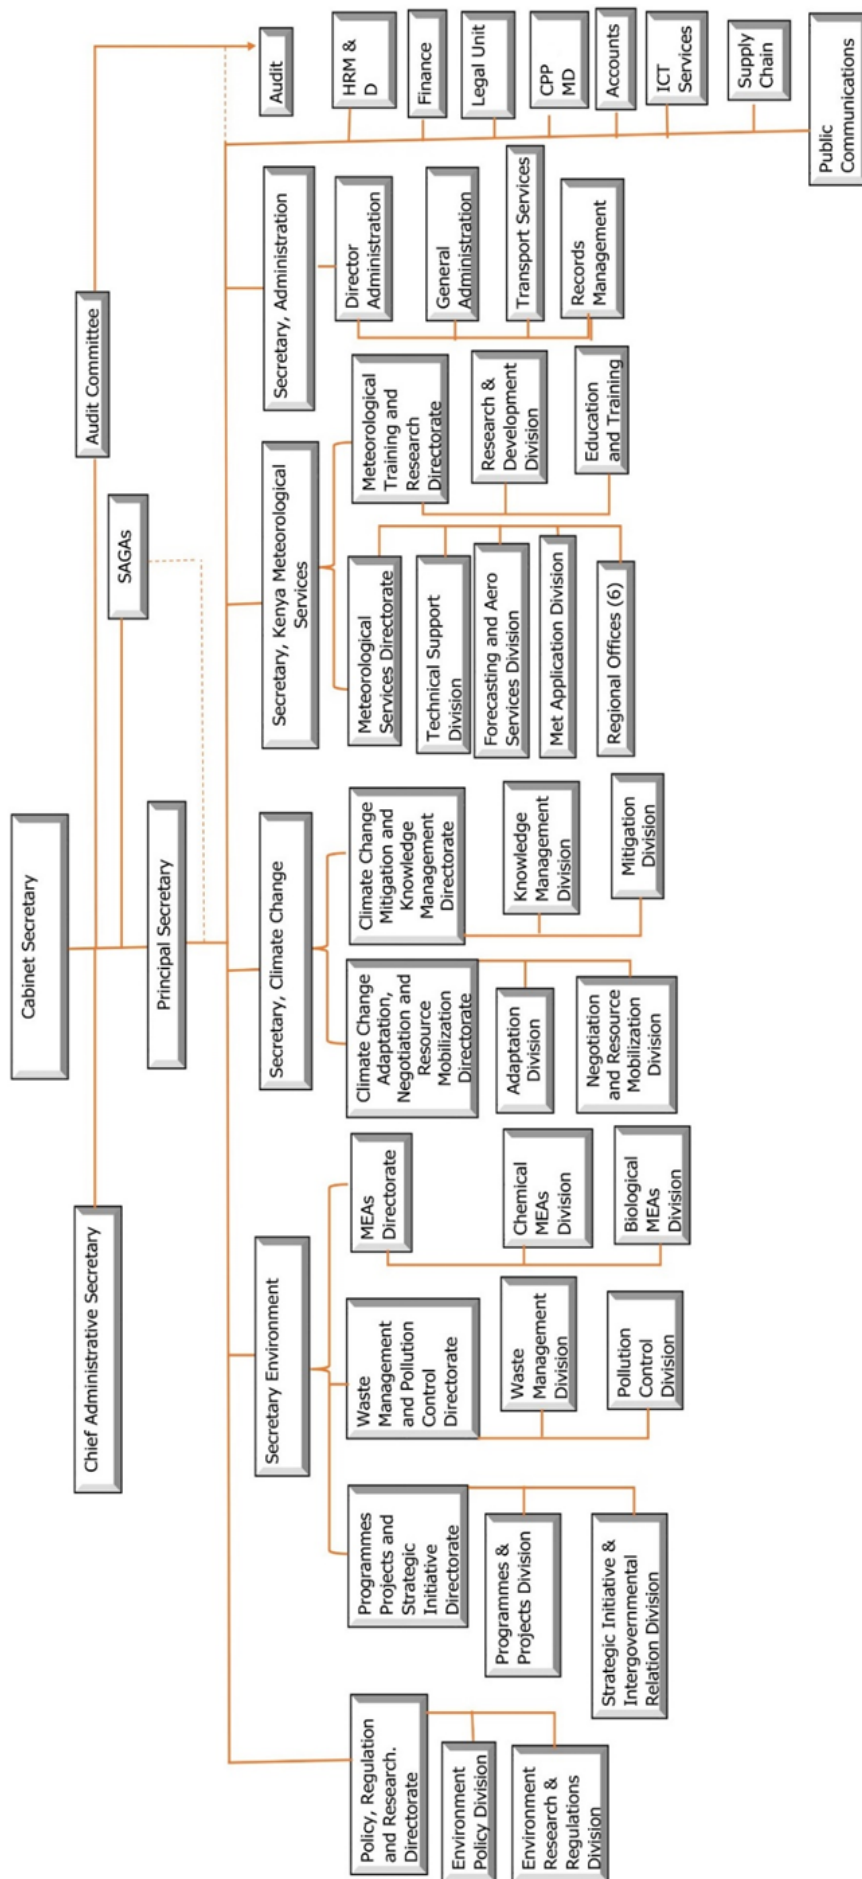 Cabinet Secretary
Chief Administrative Secretary
Audit Committee
SAGAs
Principal Secretary
Audit
Policy, Regulation
and Research.
Directorate
Environment
Policy Division
Environment
Research &
Regulations
Division
Secretary Environment
Programmes
Projects and
Strategic
Initiative
Directorate
Programmes &
Projects Division
Strategic Initiative &
Intergovernmental
Relation Division
Waste
Management
and Pollution
Control
Directorate
Waste
Management
Division
Pollution
Control
Division
MEAs
Directorate
Chemical
MEAs
Division
Biological
MEAs
Division
Secretary, Climate Change
Climate Change
Adaptation,
Negotiation and
Resource
Mobilization
Directorate
Adaptation
Division
Negotiation
and Resource
Mobilization
Division
Climate Change
Mitigation and
Knowledge
Management
Directorate
Knowledge
Management
Division
Mitigation
Division
Secretary, Kenya Meteorological
Services
Meteorological
Services Directorate
Technical Support
Division
Forecasting and Aero
Services Division
Met Application Division
Regional Offices (6)
Meteorological
Training and
Research
Directorate
Research &
Development
Division
Education
and Training
Secretary, Administration
Director
Administration
General
Administration
Transport Services
Records
Management
HRM &
D
Finance
Legal Unit
CPP
MD
Accounts
ICT
Services
Supply
Chain
Public
Communications